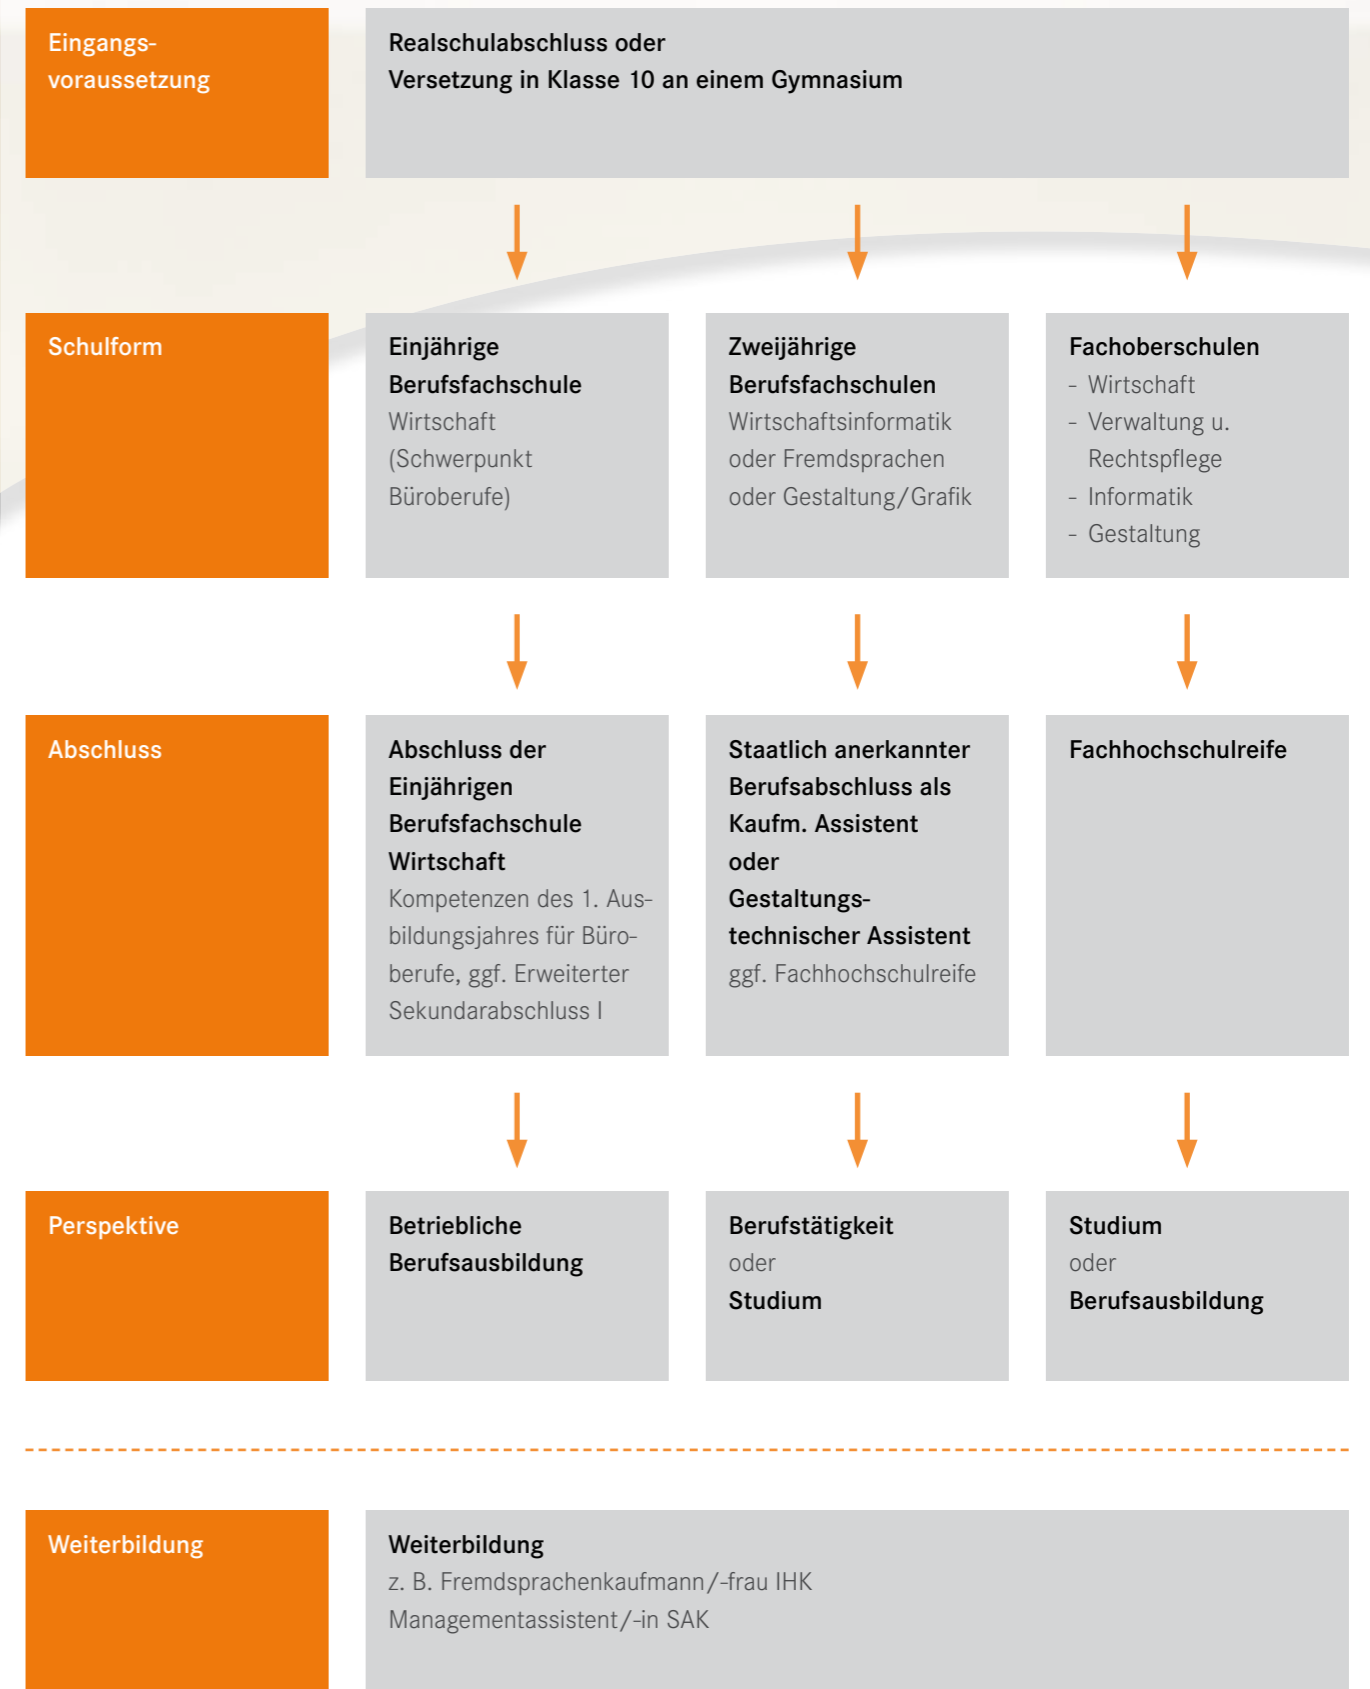 Eingangs-
voraussetzung
Realschulabschluss oder
Versetzung in Klasse 10 an einem Gymnasium
Schulform
Einjährige
Berufsfachschule
Wirtschaft
(Schwerpunkt
Büroberufe)
Zweijährige
Berufsfachschulen
Wirtschaftsinformatik
oder Fremdsprachen
oder Gestaltung/Grafik
Fachoberschulen
- Wirtschaft
- Verwaltung u.
Rechtspflege
- Informatik
- Gestaltung
Abschluss
Abschluss der
Einjährigen
Berufsfachschule
Wirtschaft
Kompetenzen des 1. Aus-
bildungsjahres für Büro-
berufe, ggf. Erweiterter
Sekundarabschluss I
Staatlich anerkannter
Berufsabschluss als
Kaufm. Assistent
oder
Gestaltungs-
technischer Assistent
ggf. Fachhochschulreife
Fachhochschulreife
Perspektive
Betriebliche
Berufsausbildung
Berufstätigkeit
oder
Studium
Studium
oder
Berufsausbildung
Weiterbildung
Weiterbildung
z. B. Fremdsprachenkaufmann/-frau IHK
Managementassistent/-in SAK